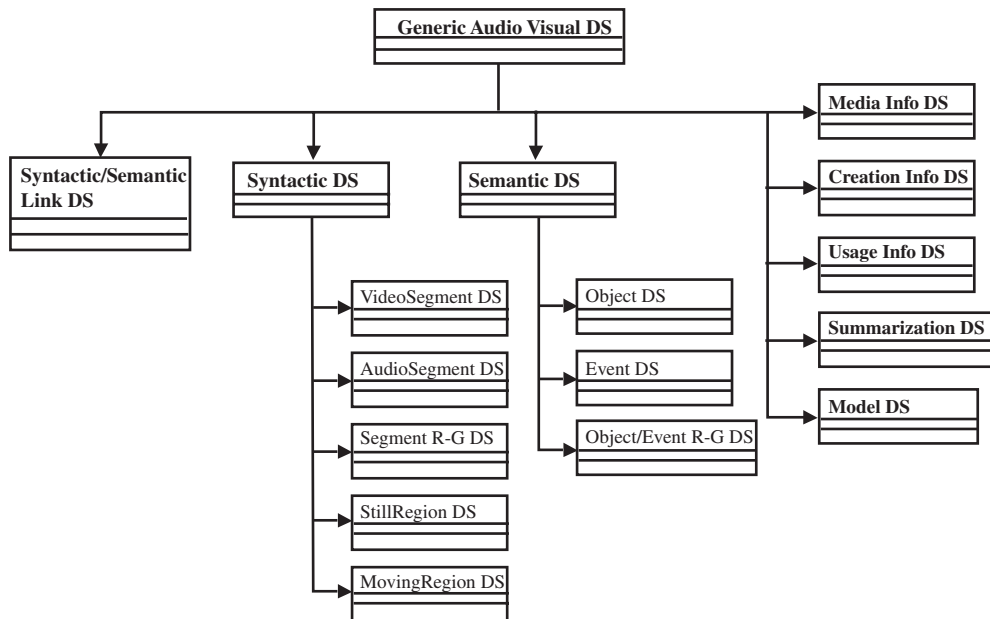 Generic Audio Visual DS
Syntactic/Semantic
Link DS
Syntactic DS
VideoSegment DS
AudioSegment DS
Segment R-G DS
StillRegion DS
MovingRegion DS
Semantic DS
Object DS
Event DS
Object/Event R-G DS
Media Info DS
Creation Info DS
Usage Info DS
Summarization DS
Model DS